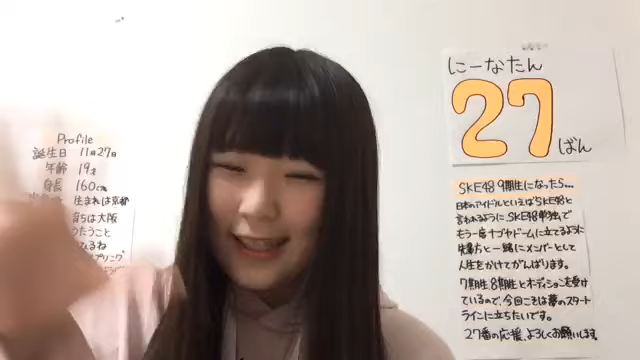 Profile
誕生日 11月27日
年齢 19才
身長 160cm
生まれは京都
育ちは大阪
うたうこと
にーなたん
27ばん
SKE48 9期生になったら…
日本のアイドルといえばSKE48と
言われるように、SKE48単独で
もう一度ナゴヤドームに立てるように
先輩方と一緒にメンバーとして
人生をかけてがんばります。
7期生8期生とオーディションを受け
ているので、今回こそは夢のスタート
ラインに立ちたいです。
27番の応援、よろしくお願いします。